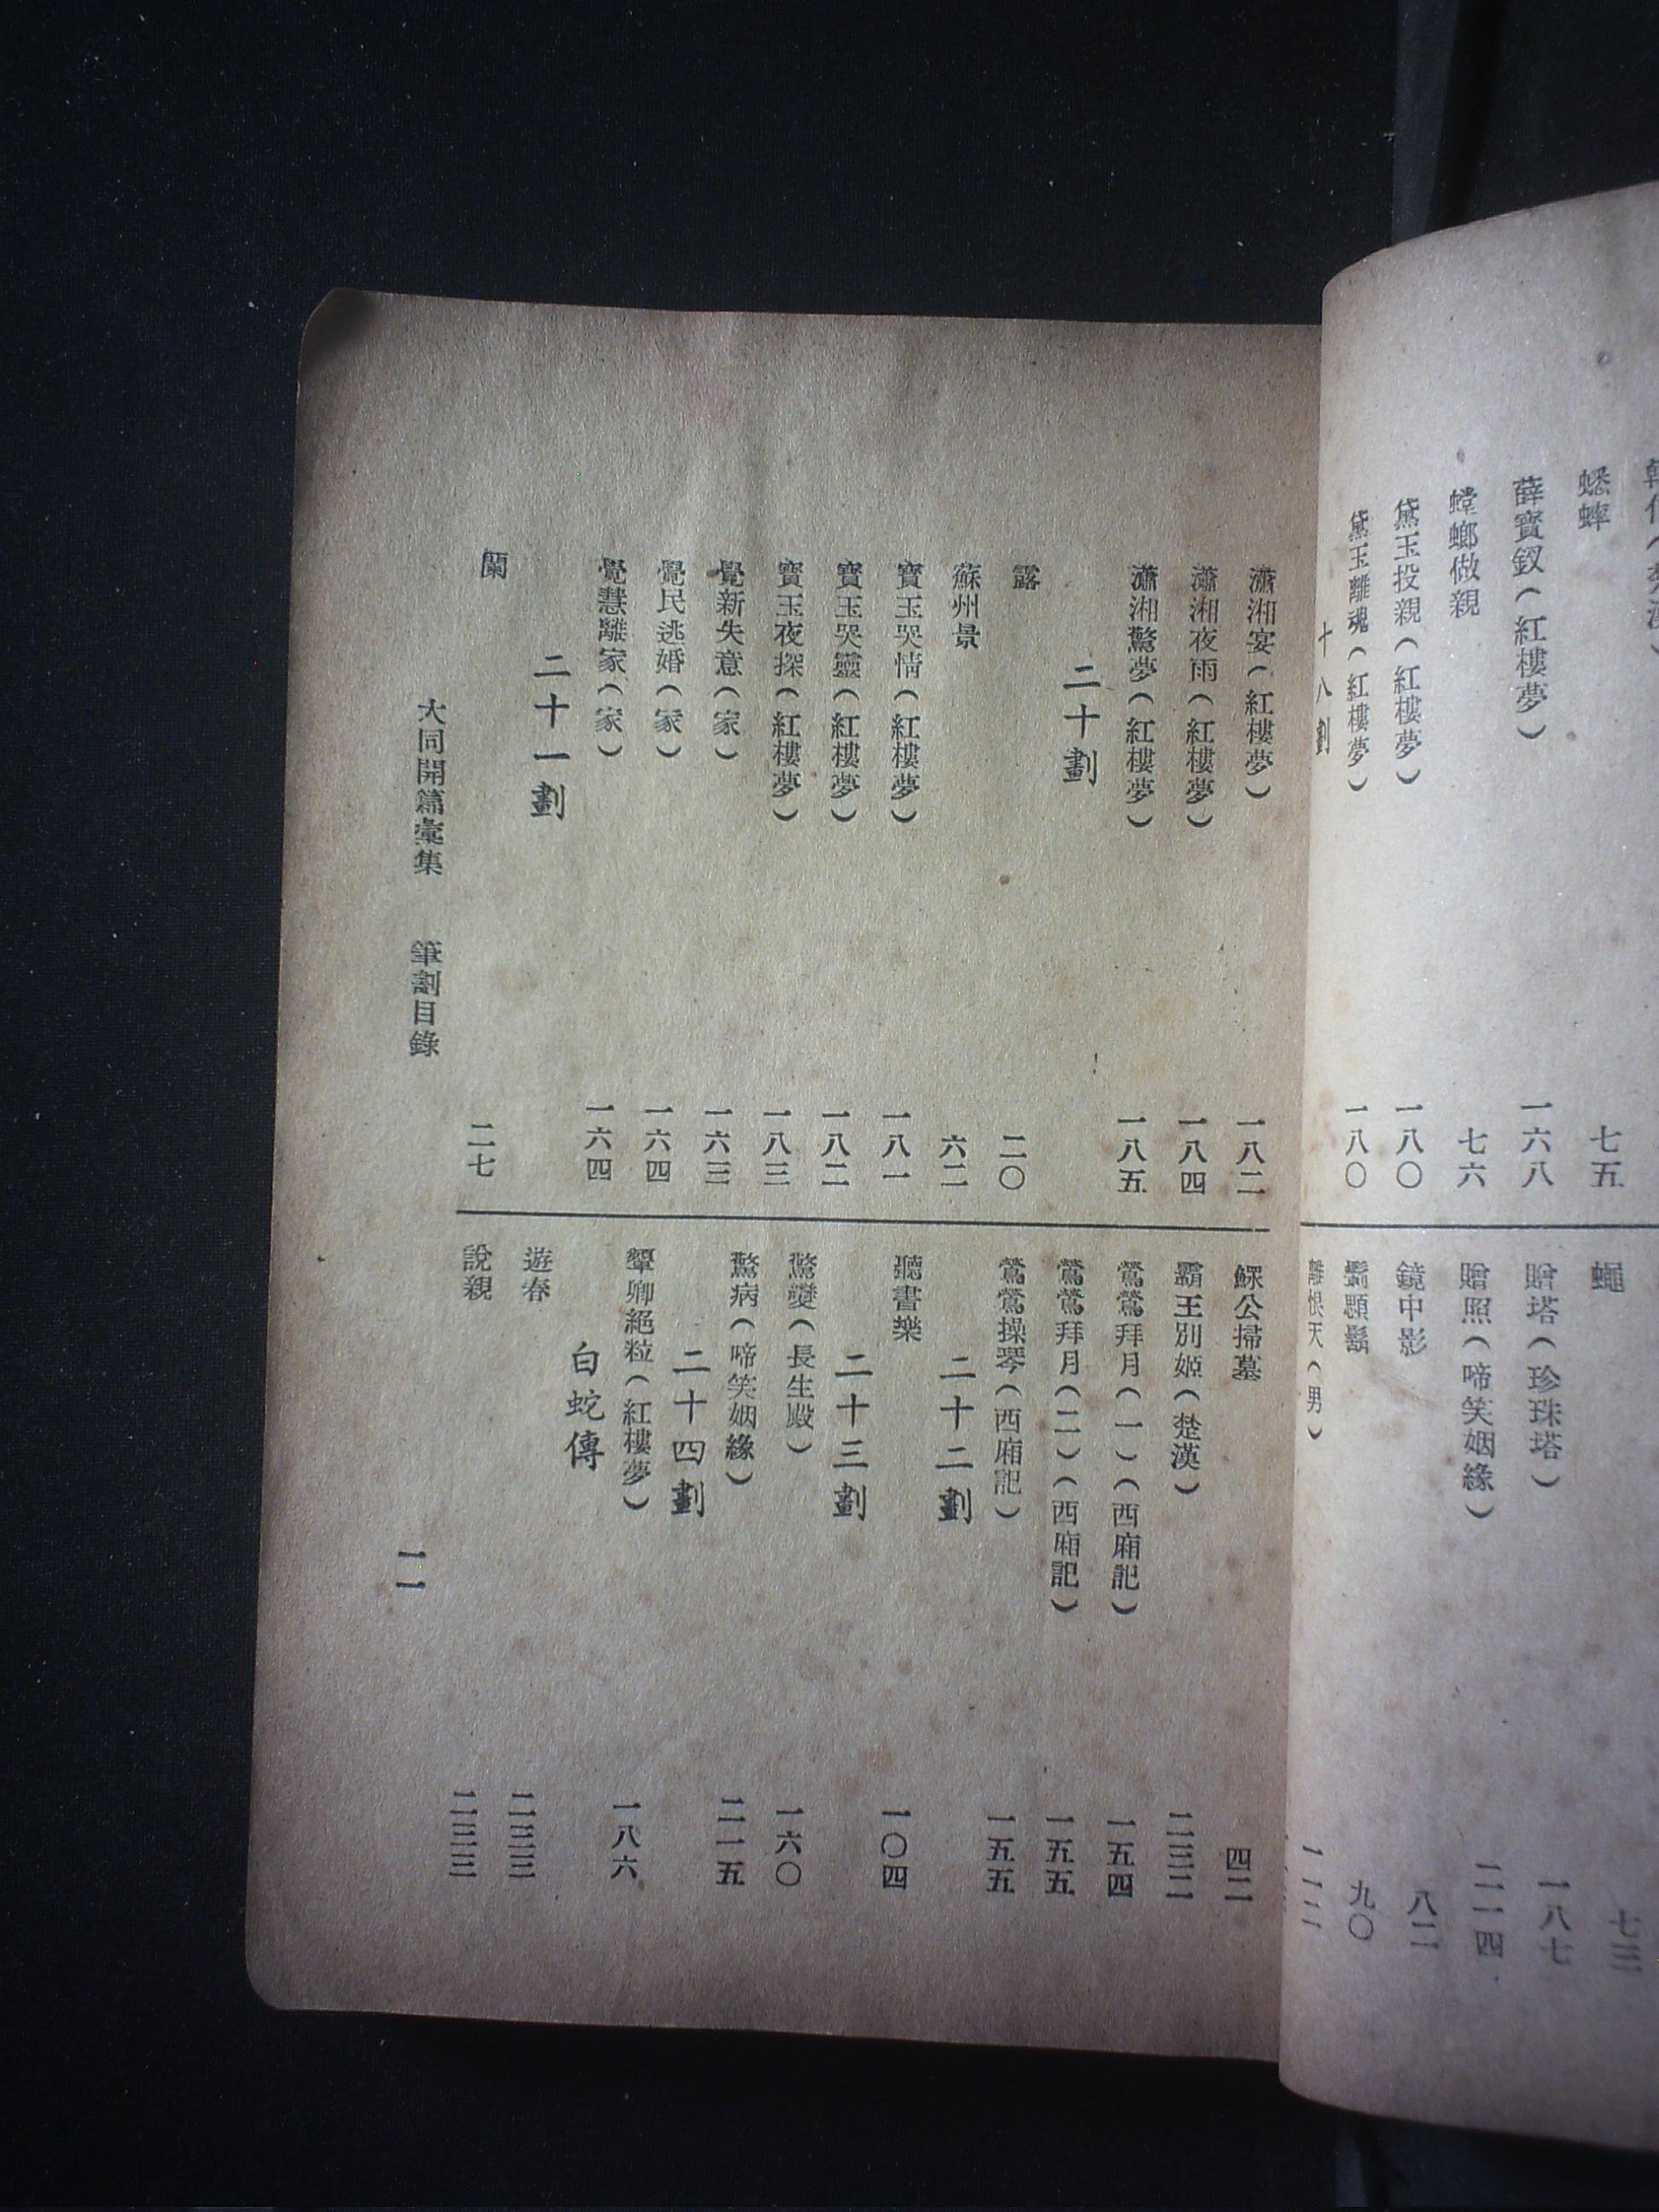 蟋蟀 七五
薛寶釵(紅樓夢) 一六八
螳螂做親 七六
黛玉投親(紅樓夢) 一八〇
黛玉離魂(紅樓夢) 一八〇
十八劃
蠅 七三
贈塔(珍珠塔) 一八七
贈照(啼笑姻緣) 二一四
鏡中影 八二
九〇
離恨天(男)
瀟湘宴(紅樓夢) 一八二
瀟湘夜雨(紅樓夢) 一八四
瀟湘驚夢(紅樓夢) 一八五
二十劃
露 二〇
蘇州景 六二
寶玉哭情(紅樓夢) 一八一
寶玉哭靈(紅樓夢) 一八二
寶玉夜探(紅樓夢) 一八三
覺新失意(家) 一六三
覺民逃婚(家) 一六四
覺慧離家(家) 一六四
二十一劃
蘭 二七
鰥公掃墓 四二
霸王別姬(楚漢) 二三二
鶯鶯拜月(一)(西廂記) 一五四
鶯鶯拜月(二)(西廂記) 一五五
鶯鶯操琴(西廂記) 一五五
二十二劃
聽書樂 一〇四
二十三劃
驚變(長生殿) 一六〇
驚病(啼笑姻緣) 二一五
二十四劃
顰卿絕粒(紅樓夢) 一八六
白蛇傳
遊春 二三三
說親 二三三
大同開篇彙集 筆劃目錄 一一